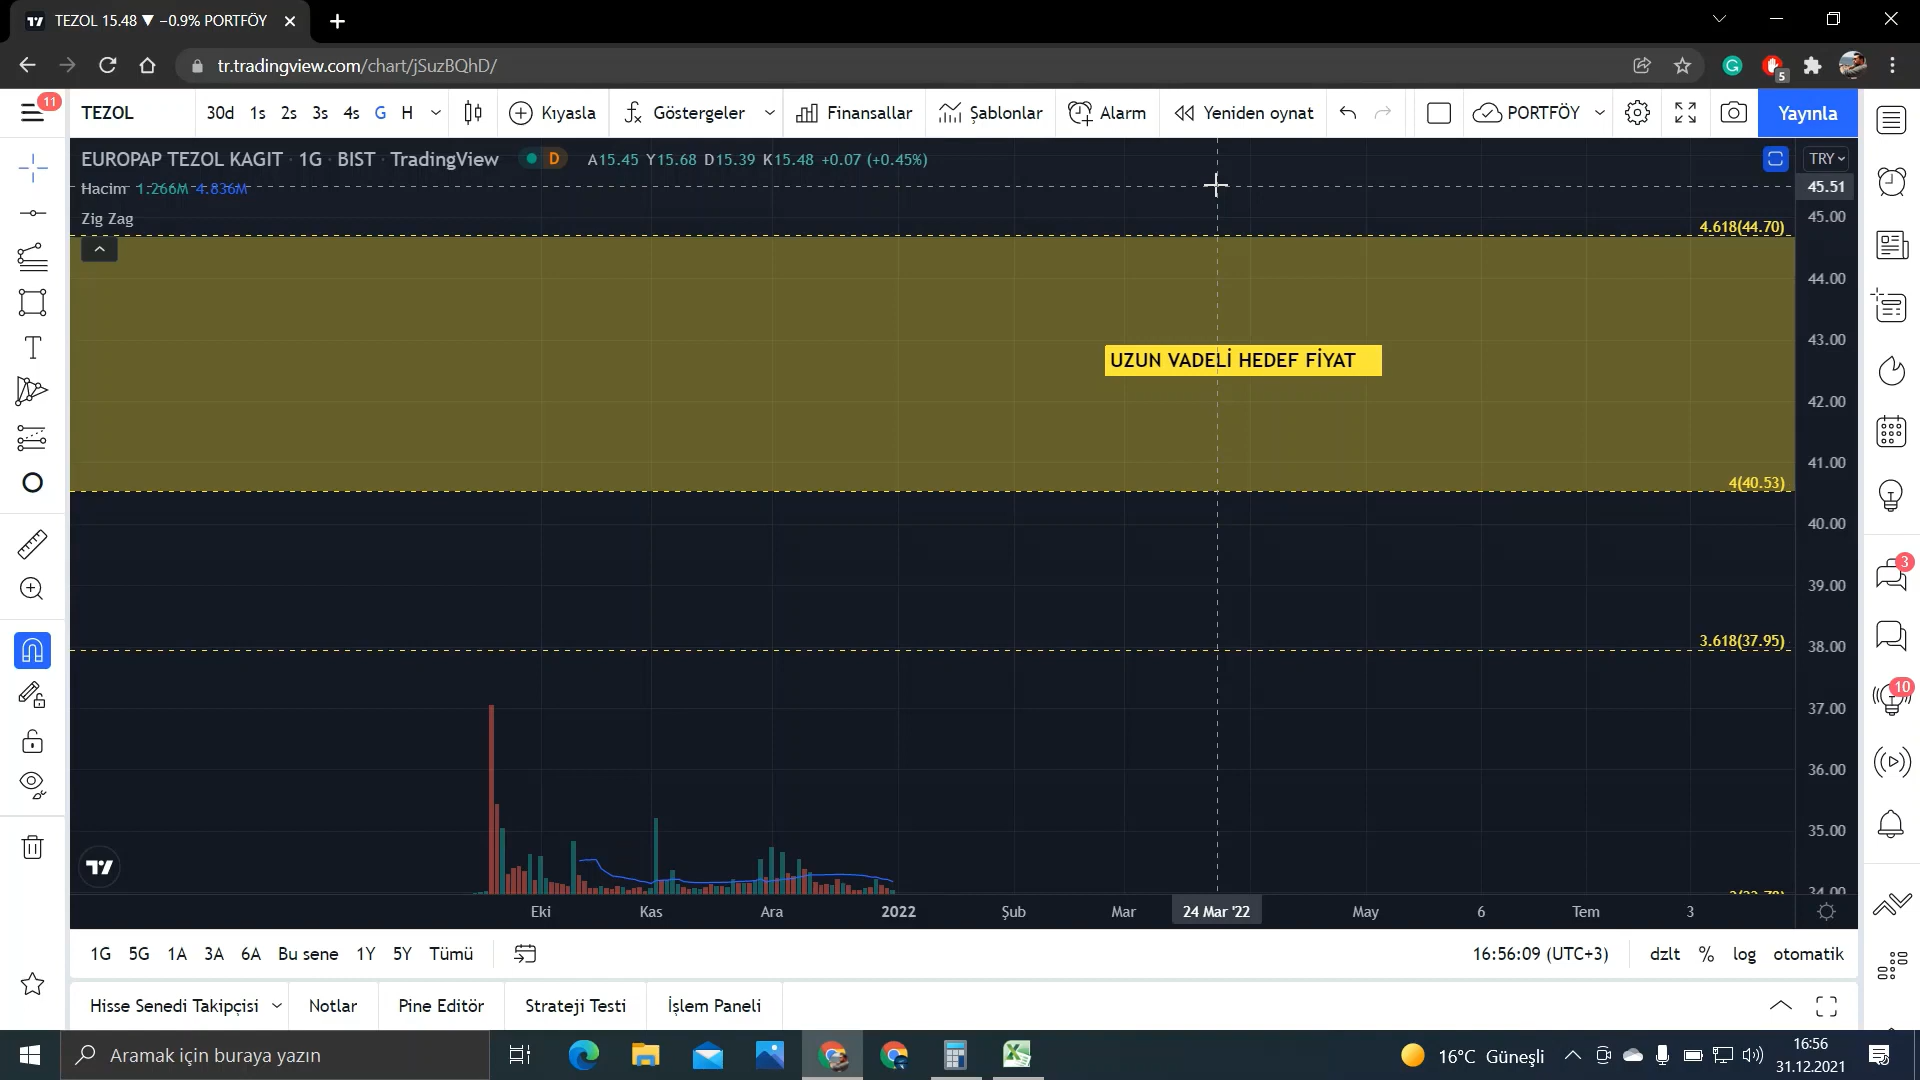 TEZOL 15.48 ▼ −0.9% PORTFÖY
tr.tradingview.com/chart/jSuzBQhD/
5
11
TEZOL
30d 1s 2s 3s 4s G H
Kıyasla
Göstergeler
Finansallar
Şablonlar
Alarm
Yeniden oynat
PORTFÖY
Yayınla
EUROPAP TEZOL KAGIT · 1G · BIST · TradingView
D
A15.45 Y15.68 D15.39 K15.48 +0.07 (+0.45%)
TRY
Hacim 1.266M 4.836M
45.51
Zig Zag
45.00
4.618(44.70)
44.00
43.00
UZUN VADELİ HEDEF FİYAT
42.00
41.00
4(40.53)
40.00
39.00
3
3.618(37.95)
38.00
10
37.00
36.00
35.00
34.00
Eki Kas Ara 2022 Şub Mar 24 Mar '22 May 6 Tem 3
1G 5G 1A 3A 6A Bu sene 1Y 5Y Tümü
16:56:09 (UTC+3)
dzlt % log otomatik
Hisse Senedi Takipçisi
Notlar
Pine Editör
Strateji Testi
İşlem Paneli
Aramak için buraya yazın
16°C Güneşli
16:56
31.12.2021